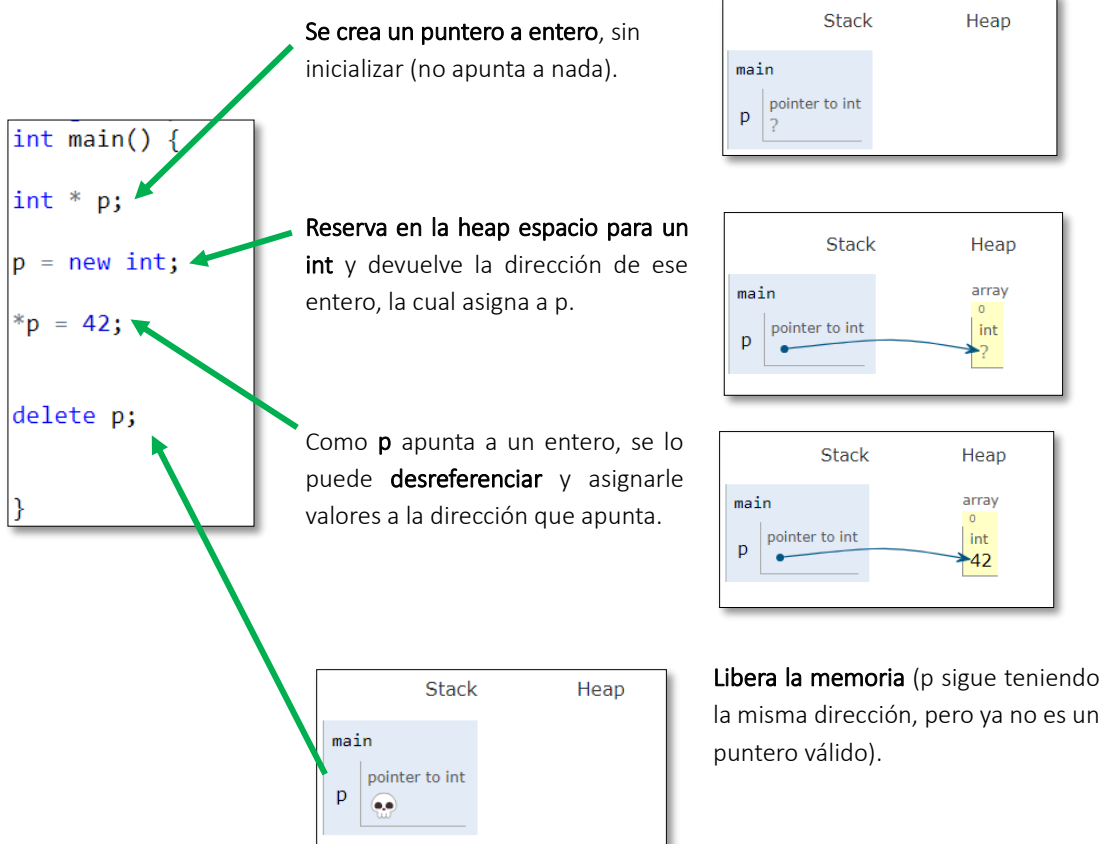 Se crea un puntero a entero, sin
inicializar (no apunta a nada).
Stack Heap
main
pointer to int
p
?
int main() {
int * p;
p = new int;
*p = 42;
delete p;
}
Reserva en la heap espacio para un
int y devuelve la dirección de ese
entero, la cual asigna a p.
Stack Heap
main
array
0
pointer to int
int
p
?
Como p apunta a un entero, se lo
puede desreferenciar y asignarle
valores a la dirección que apunta.
Stack Heap
main
array
0
pointer to int
int
p
42
Stack Heap
main
pointer to int
p
Libera la memoria (p sigue teniendo
la misma dirección, pero ya no es un
puntero válido).